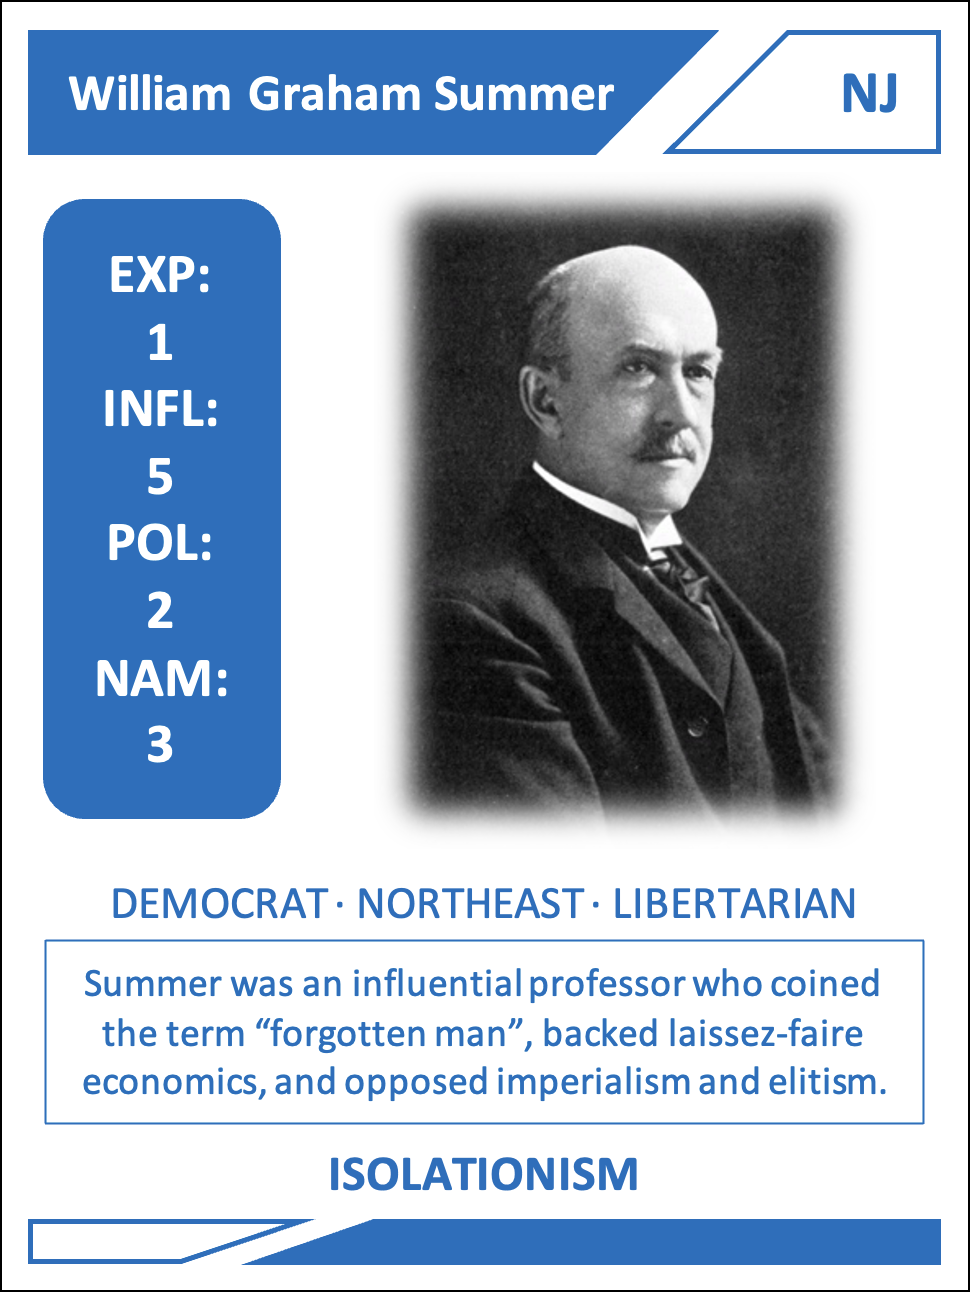 William Graham Summer
NJ
EXP:
1
INFL:
5
POL:
2
NAM:
3
DEMOCRAT · NORTHEAST · LIBERTARIAN
Summer was an influential professor who coined
the term “forgotten man”, backed laissez-faire
economics, and opposed imperialism and elitism.
ISOLATIONISM